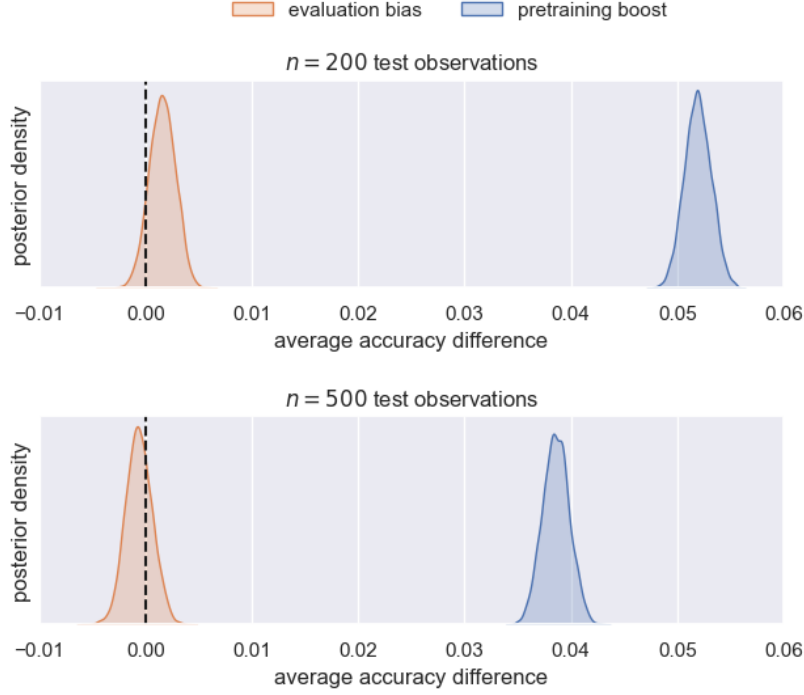 evaluation bias pretraining boost
n = 200 test observations
posterior density
−0.01 0.00 0.01 0.02 0.03 0.04 0.05 0.06
average accuracy difference
n = 500 test observations
posterior density
−0.01 0.00 0.01 0.02 0.03 0.04 0.05 0.06
average accuracy difference